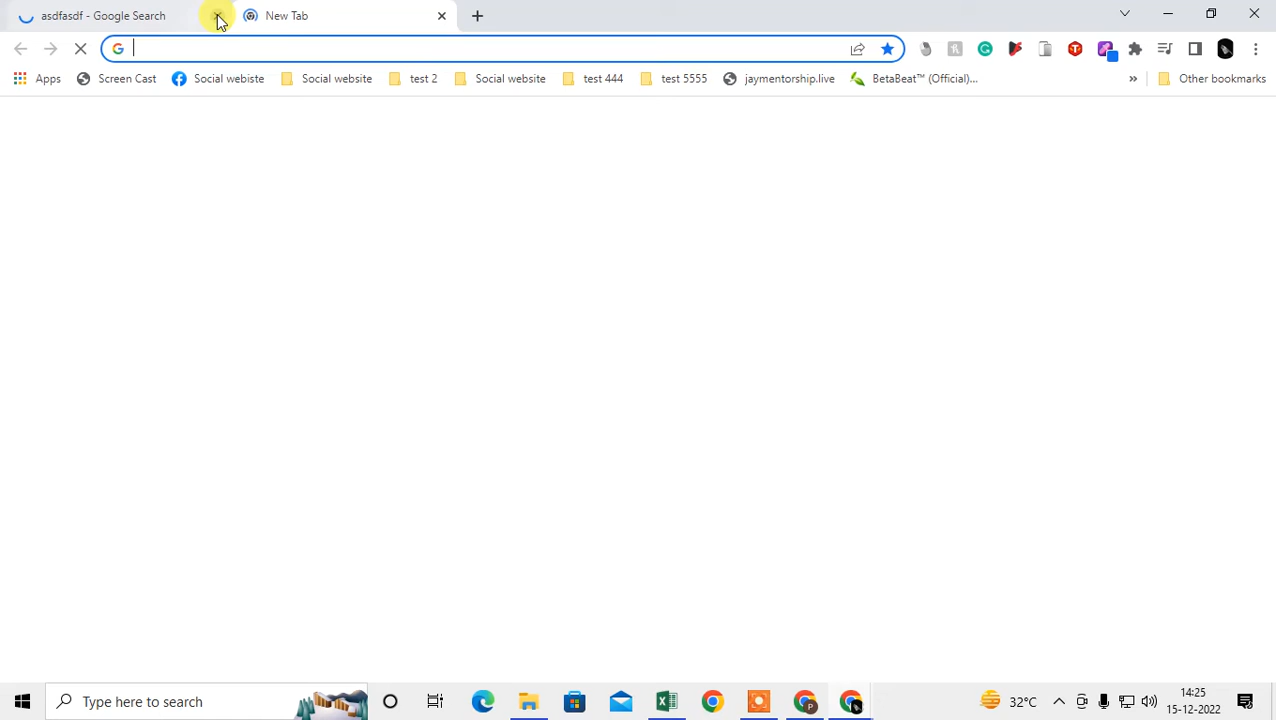 asdfasdf - Google Search New Tab
Apps Screen Cast Social webiste Social website test 2 Social website test 444 test 5555 jaymentorship.live BetaBeat™ (Official)... » Other bookmarks
Type here to search 32°C 14:25
15-12-2022